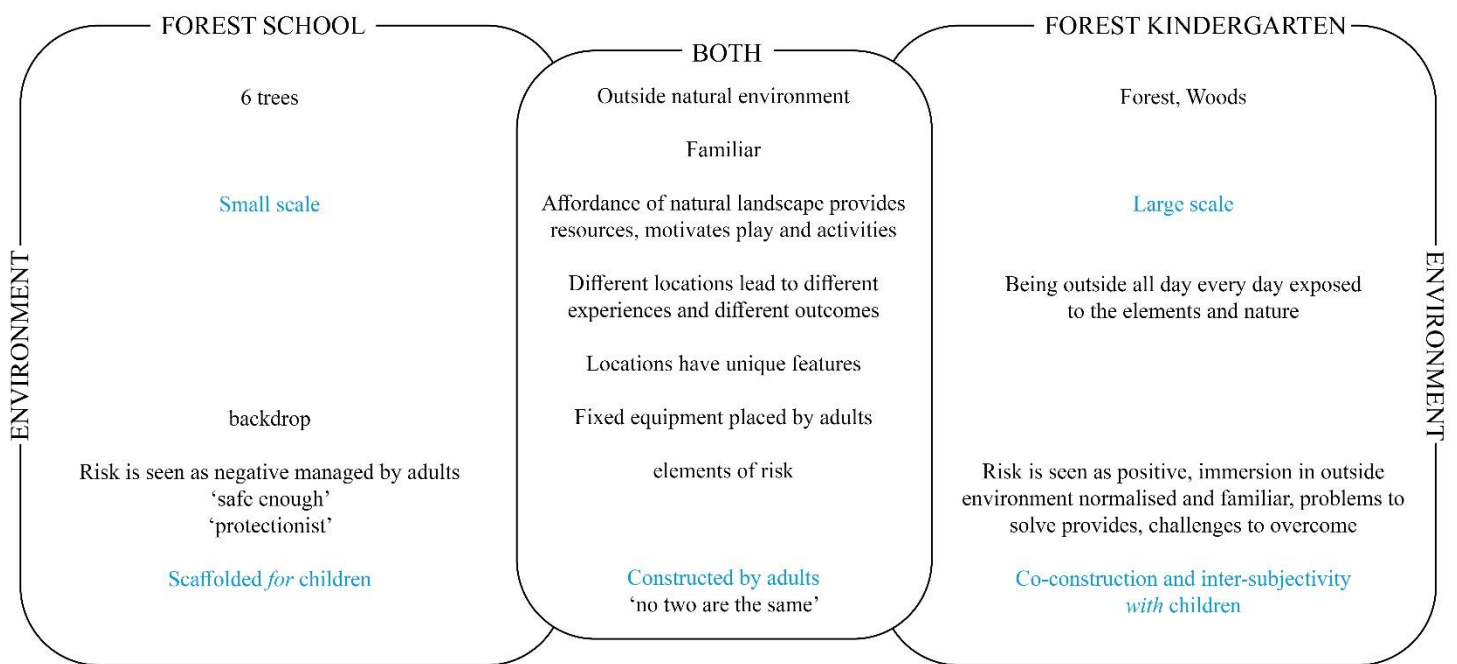 FOREST SCHOOL
6 trees
Small scale
backdrop
Risk is seen as negative managed by adults
‘safe enough’
‘protectionist’
Scaffolded for children
ENVIRONMENT
BOTH
Outside natural environment
Familiar
Affordance of natural landscape provides
resources, motivates play and activities
Different locations lead to different
experiences and different outcomes
Locations have unique features
Fixed equipment placed by adults
elements of risk
Constructed by adults
‘no two are the same’
FOREST KINDERGARTEN
Forest, Woods
Large scale
Being outside all day every day exposed
to the elements and nature
Risk is seen as positive, immersion in outside
environment normalised and familiar, problems to
solve provides, challenges to overcome
Co-construction and inter-subjectivity
with children
ENVIRONMENT